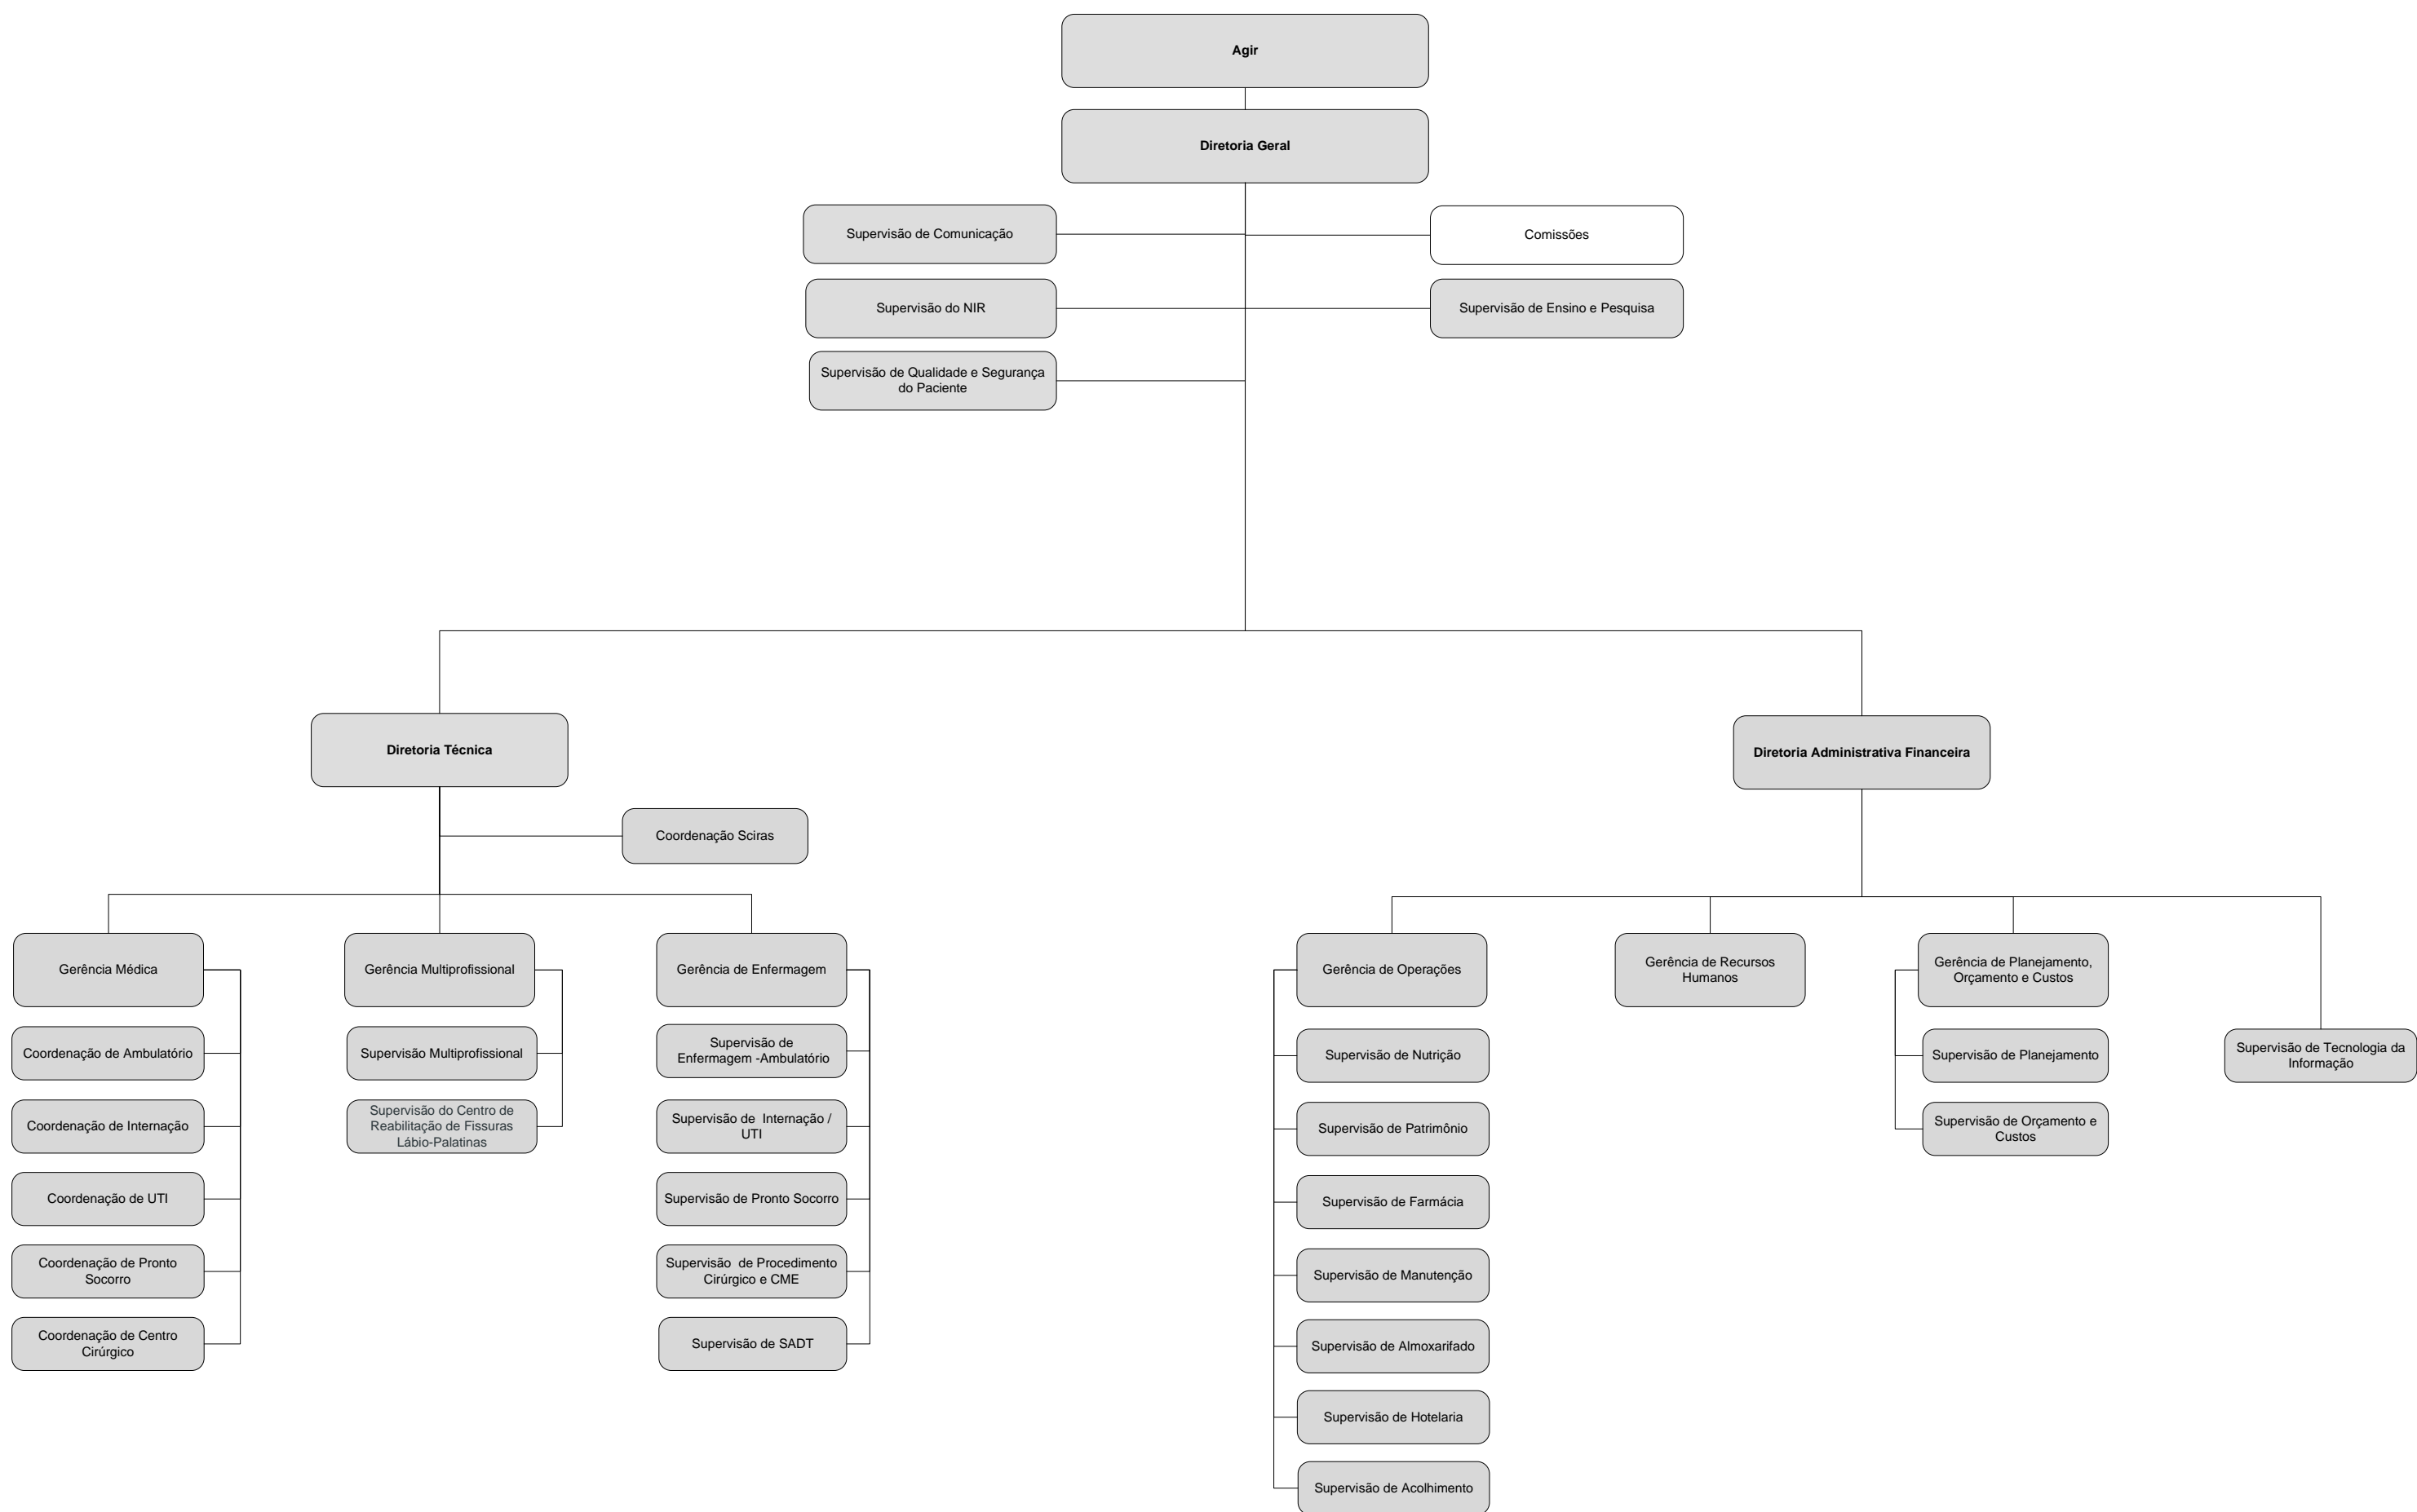 Agir
Diretoria Geral
Supervisão de Comunicação
Comissões
Supervisão do NIR
Supervisão de Ensino e Pesquisa
Supervisão de Qualidade e Segurança
do Paciente
Diretoria Técnica
Diretoria Administrativa Financeira
Coordenação Sciras
Gerência Médica
Coordenação de Ambulatório
Coordenação de Internação
Coordenação de UTI
Coordenação de Pronto
Socorro
Coordenação de Centro
Cirúrgico
Gerência Multiprofissional
Supervisão Multiprofissional
Supervisão do Centro de
Reabilitação de Fissuras
Lábio-Palatinas
Gerência de Enfermagem
Supervisão de
Enfermagem -Ambulatório
Supervisão de  Internação /
UTI
Supervisão de Pronto Socorro
Supervisão  de Procedimento
Cirúrgico e CME
Supervisão de SADT
Gerência de Operações
Supervisão de Nutrição
Supervisão de Patrimônio
Supervisão de Farmácia
Supervisão de Manutenção
Supervisão de Almoxarifado
Supervisão de Hotelaria
Supervisão de Acolhimento
Gerência de Recursos
Humanos
Gerência de Planejamento,
Orçamento e Custos
Supervisão de Planejamento
Supervisão de Orçamento e
Custos
Supervisão de Tecnologia da
Informação